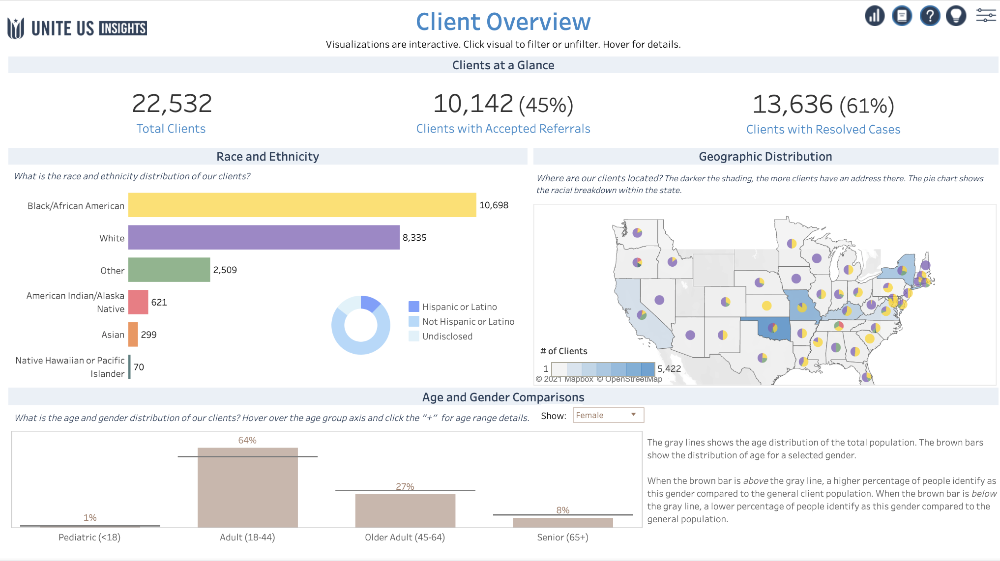 UNITE US INSIGHTS
Client Overview
Visualizations are interactive. Click visual to filter or unfilter. Hover for details.
?
Clients at a Glance
22,532
Total Clients
10,142 (45%)
Clients with Accepted Referrals
13,636 (61%)
Clients with Resolved Cases
Race and Ethnicity
What is the race and ethnicity distribution of our clients?
Black/African American
10,698
White
8,335
Other
2,509
American Indian/Alaska
Native
621
Asian
299
Native Hawaiian or Pacific
Islander
70
Hispanic or Latino
Not Hispanic or Latino
Undisclosed
Geographic Distribution
Where are our clients located? The darker the shading, the more clients have an address there. The pie chart shows
the racial breakdown within the state.
# of Clients
1
5,422
© 2021 Mapbox © OpenStreetMap
Age and Gender Comparisons
What is the age and gender distribution of our clients? Hover over the age group axis and click the "+" for age range details.
Show:
Female
1%
64%
27%
8%
Pediatric (<18)
Adult (18-44)
Older Adult (45-64)
Senior (65+)
The gray lines shows the age distribution of the total population. The brown bars
show the distribution of age for a selected gender.
When the brown bar is above the gray line, a higher percentage of people identify as
this gender compared to the general client population. When the brown bar is below
the gray line, a lower percentage of people identify as this gender compared to the
general population.